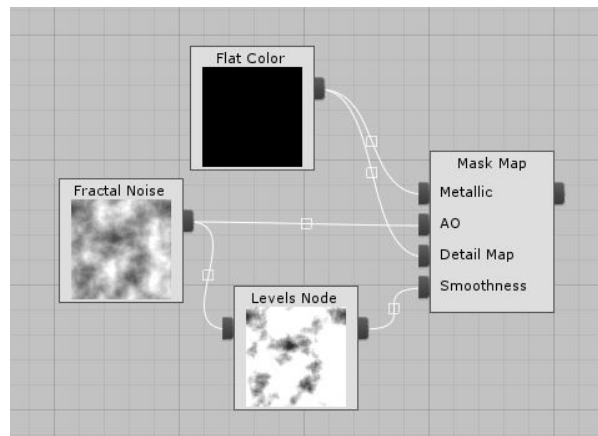 Flat Color
Mask Map
Metallic
AO
Detail Map
Smoothness
Fractal Noise
Levels Node